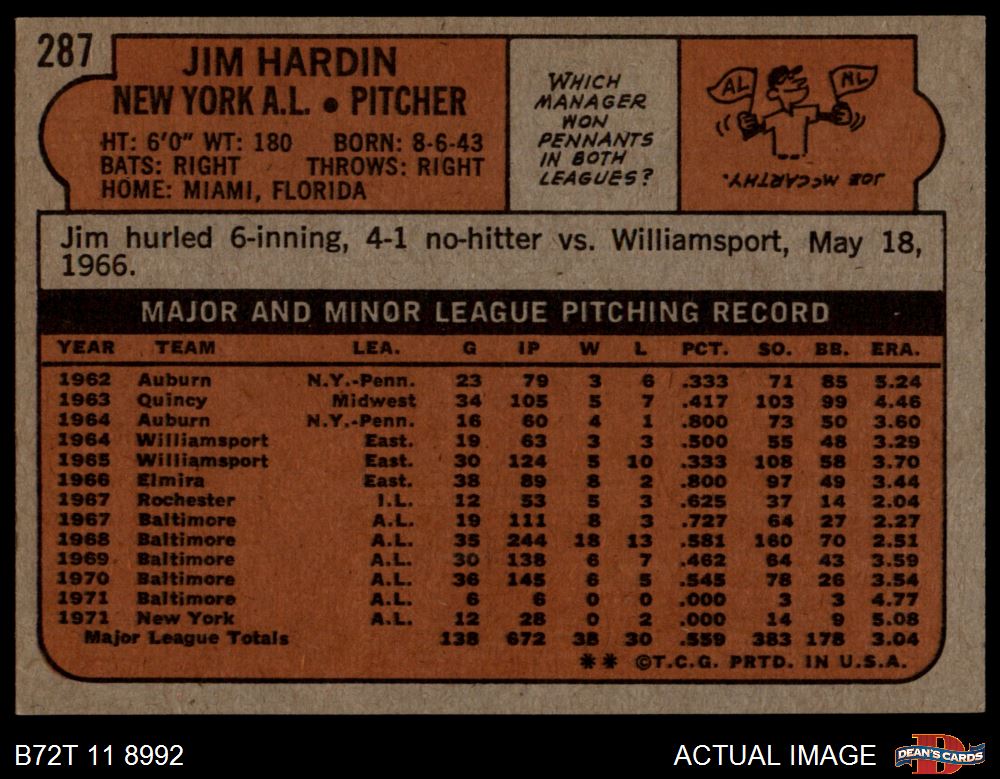 287
JIM HARDIN
NEW YORK A.L. • PITCHER
HT: 6'0" WT: 180 BORN: 8-6-43
BATS: RIGHT THROWS: RIGHT
HOME: MIAMI, FLORIDA
WHICH
MANAGER
WON
PENNANTS
IN BOTH
LEAGUES?
AL NL
JOE McCARTHY.
Jim hurled 6-inning, 4-1 no-hitter vs. Williamsport, May 18,
1966.
MAJOR AND MINOR LEAGUE PITCHING RECORD
YEAR TEAM LEA. G IP W L PCT. SO. BB. ERA.
1962 Auburn N.Y.-Penn. 23 79 3 6 .333 71 85 5.24
1963 Quincy Midwest 34 105 5 7 .417 103 99 4.46
1964 Auburn N.Y.-Penn. 16 60 4 1 .800 73 50 3.60
1964 Williamsport East. 19 63 3 3 .500 55 48 3.29
1965 Williamsport East. 30 124 5 10 .333 108 58 3.70
1966 Elmira East. 38 89 8 2 .800 97 49 3.44
1967 Rochester I.L. 12 53 5 3 .625 37 14 2.04
1967 Baltimore A.L. 19 111 8 3 .727 64 27 2.27
1968 Baltimore A.L. 35 244 18 13 .581 160 70 2.51
1969 Baltimore A.L. 30 138 6 7 .462 64 43 3.59
1970 Baltimore A.L. 36 145 6 5 .545 78 26 3.54
1971 Baltimore A.L. 6 6 0 0 .000 3 3 4.77
1971 New York A.L. 12 28 0 2 .000 14 9 5.08
Major League Totals 138 672 38 30 .559 383 178 3.04
** ©T.C.G. PRTD. IN U.S.A.
B72T 11 8992 ACTUAL IMAGE DEAN'S CARDS